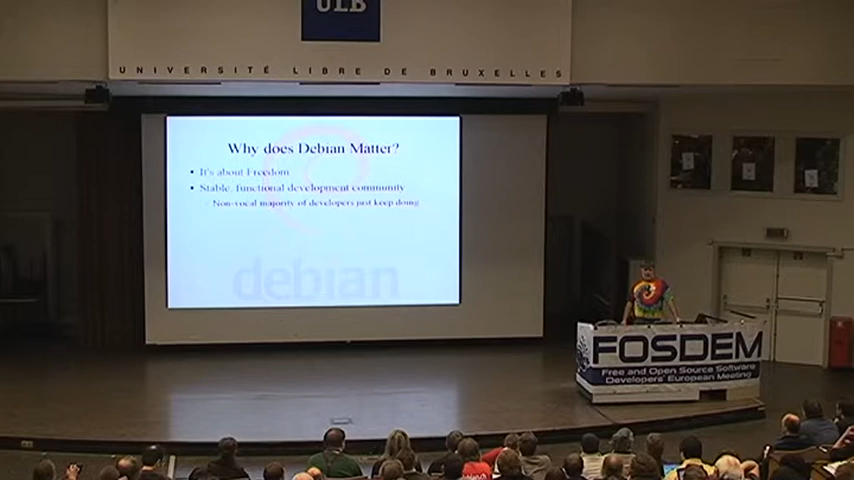 ULB
UNIVERSITÉ LIBRE DE BRUXELLES
Why does Debian Matter?
• It's about Freedom
• Stable, functional development community
– Non-vocal majority of developers just keep doing
debian
FOSDEM
Free and Open Source Software
Developers' European Meeting